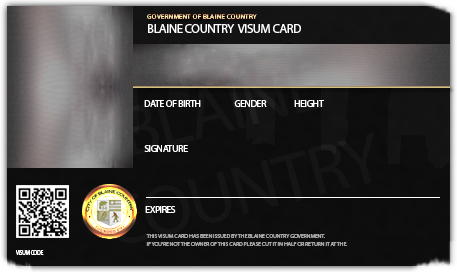 GOVERNMENT OF BLAINE COUNTRY
BLAINE COUNTRY VISUM CARD
BLAINE
COUNTRY
DATE OF BIRTH GENDER HEIGHT
SIGNATURE
CITY OF BLAINE COUNTRY
EXPIRES
THIS VISUM CARD HAS BEEN ISSUED BY THE BLAINE COUNTRY GOVERNMENT.
IF YOU'RE NOT THE OWNER OF THIS CARD PLEASE CUT IT IN HALF OR RETURN IT AT THE.
VISUM CODE